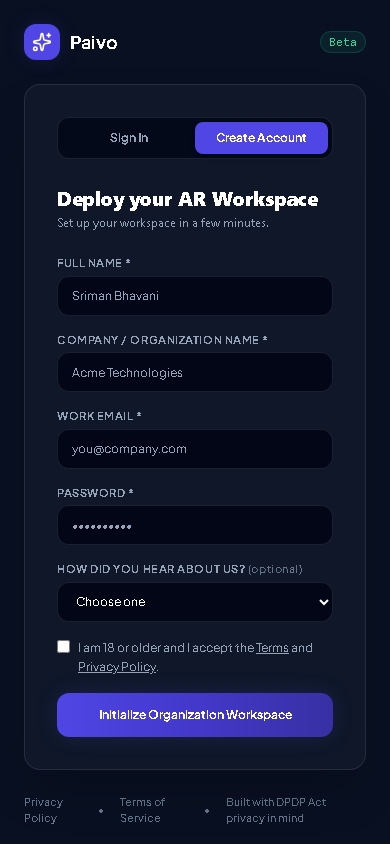 Paivo
Beta
Sign In
Create Account
Deploy your AR Workspace
Set up your workspace in a few minutes.
FULL NAME *
Sriman Bhavani
COMPANY / ORGANIZATION NAME *
Acme Technologies
WORK EMAIL *
you@company.com
PASSWORD *
••••••••••
HOW DID YOU HEAR ABOUT US? (optional)
Choose one
I am 18 or older and I accept the Terms and
Privacy Policy.
Initialize Organization Workspace
Privacy
Policy
•
Terms of
Service
•
Built with DPDP Act
privacy in mind